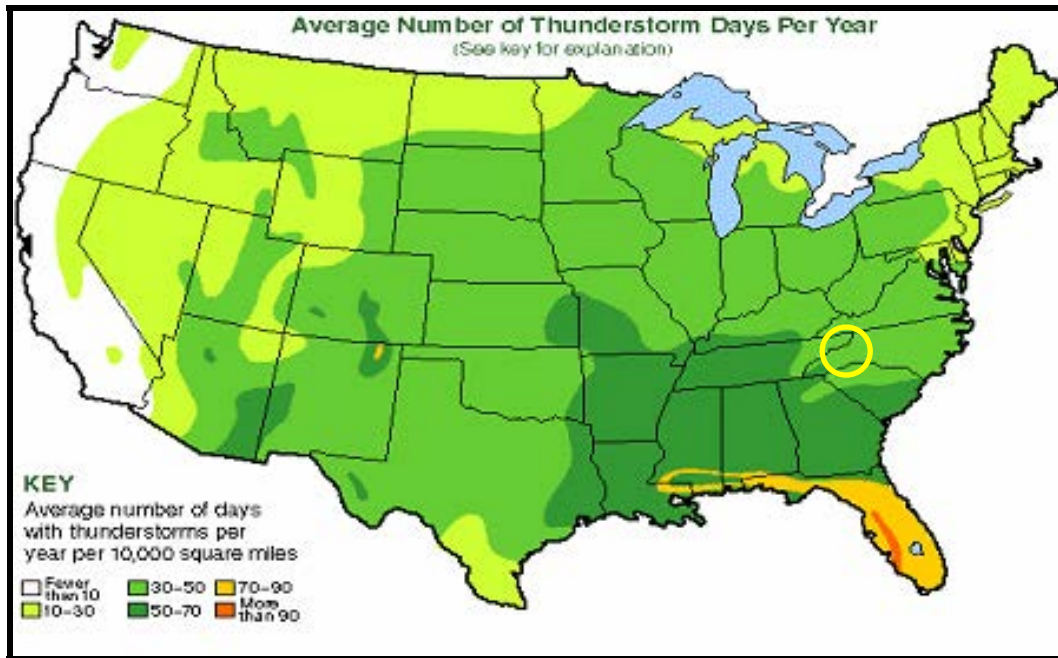 Average Number of Thunderstorm Days Per Year
(See key for explanation)
KEY
Average number of days
with thunderstorms per
year per 10,000 square miles
Fewer than 10
30-50
70-90
10-30
50-70
More than 90